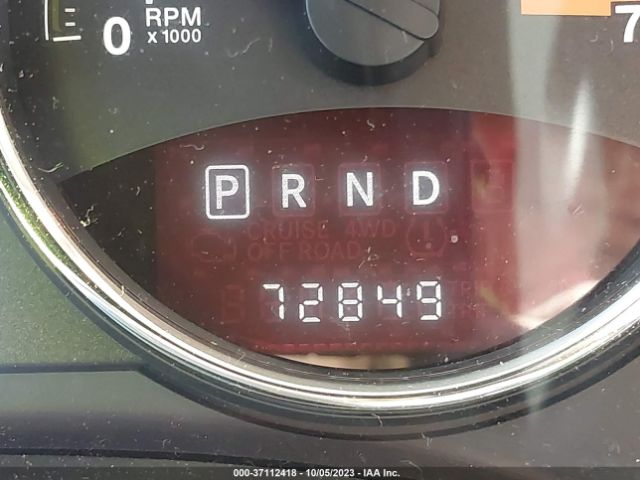 E 0 RPM 7
x 1000
P R N D
CRUISE 4WD
OFF ROAD
72849
000-37112418 - 10/05/2023 - IAA Inc.